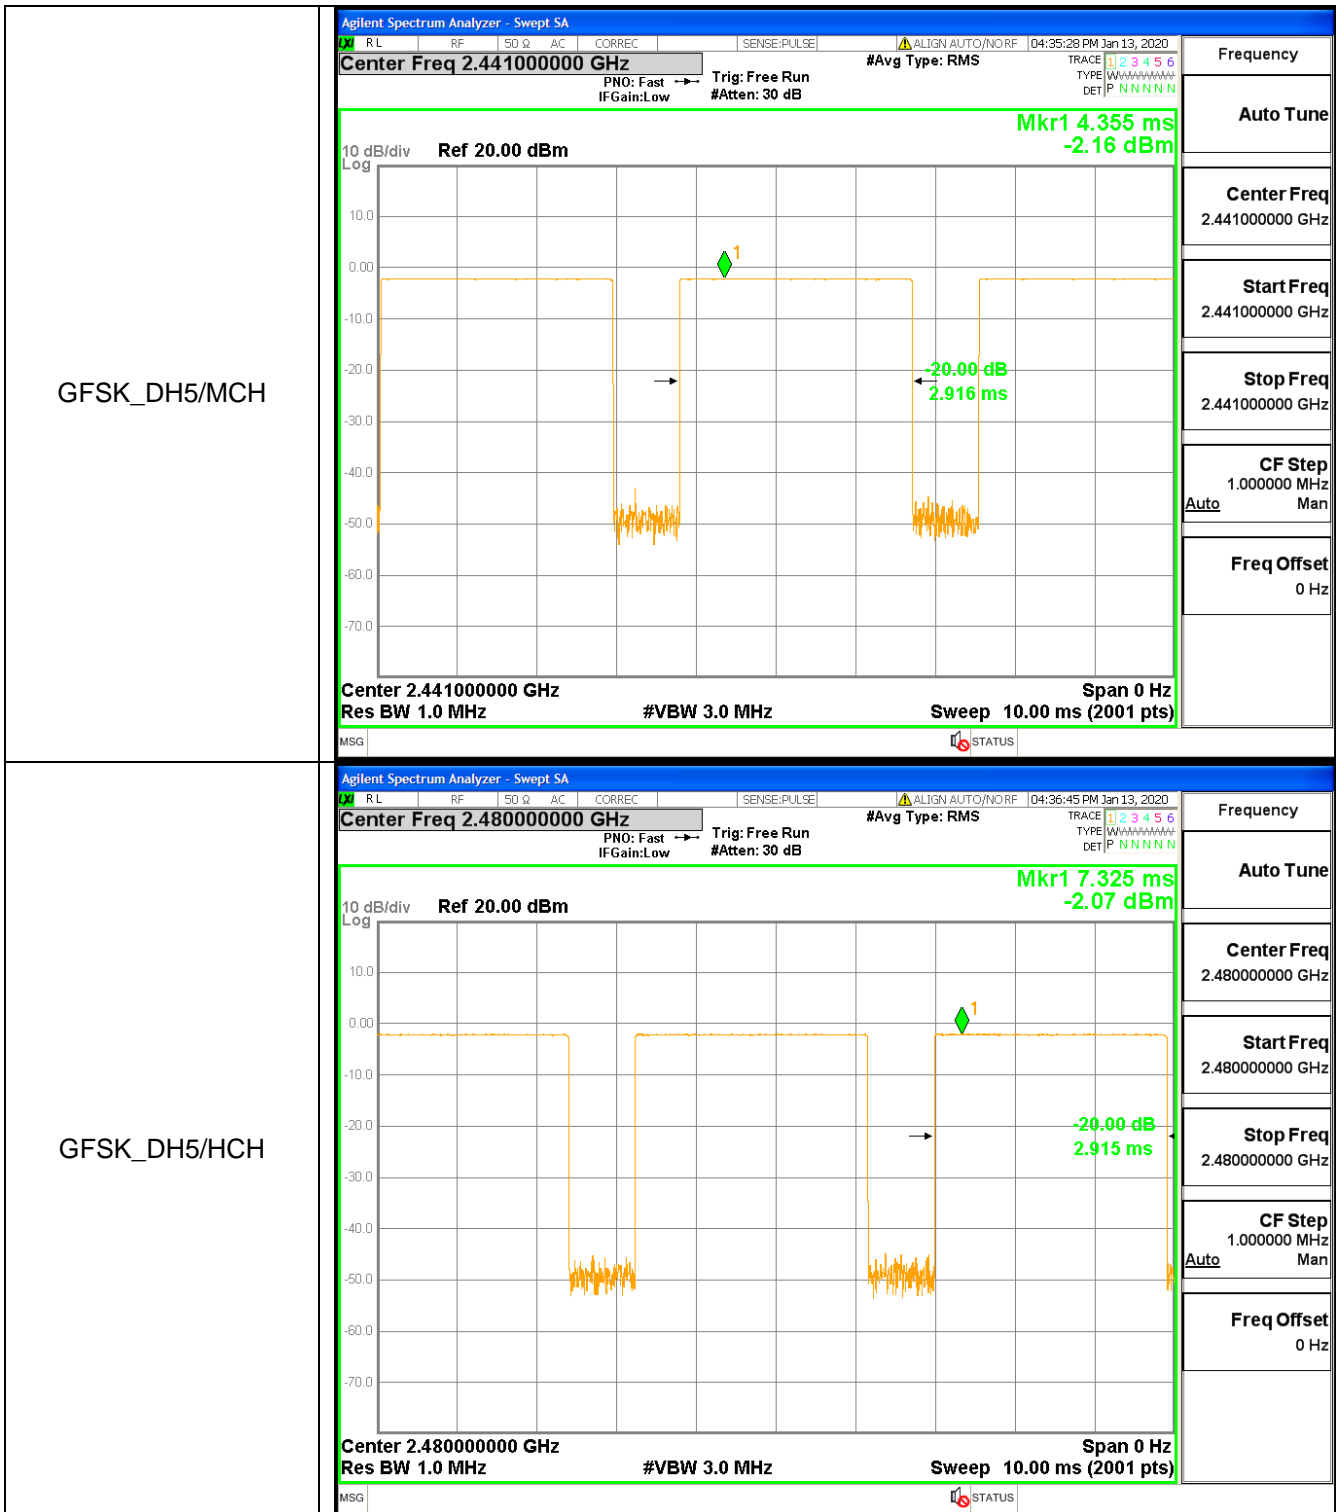 GFSK_DH5/MCH
Agilent Spectrum Analyzer - Swept SA
LXI RL RF 50 Ω AC CORREC SENSE:PULSE ALIGN AUTO/NO RF 04:35:28 PM Jan 13, 2020
Center Freq 2.441000000 GHz
#Avg Type: RMS
TRACE 1 2 3 4 5 6
PNO: Fast Trig: Free Run
TYPE
IFGain:Low #Atten: 30 dB
DET P N N N N N
Mkr1 4.355 ms
-2.16 dBm
10 dB/div Ref 20.00 dBm
Log
10.0
0.00
-10.0
-20.0
-30.0
-40.0
-50.0
-60.0
-70.0
1
-20.00 dB
2.916 ms
Center 2.441000000 GHz Span 0 Hz
Res BW 1.0 MHz #VBW 3.0 MHz Sweep 10.00 ms (2001 pts)
MSG STATUS
Frequency
Auto Tune
Center Freq
2.441000000 GHz
Start Freq
2.441000000 GHz
Stop Freq
2.441000000 GHz
CF Step
1.000000 MHz
Auto Man
Freq Offset
0 Hz
GFSK_DH5/HCH
Agilent Spectrum Analyzer - Swept SA
LXI RL RF 50 Ω AC CORREC SENSE:PULSE ALIGN AUTO/NO RF 04:36:45 PM Jan 13, 2020
Center Freq 2.480000000 GHz
#Avg Type: RMS
TRACE 1 2 3 4 5 6
PNO: Fast Trig: Free Run
TYPE
IFGain:Low #Atten: 30 dB
DET P N N N N N
Mkr1 7.325 ms
-2.07 dBm
10 dB/div Ref 20.00 dBm
Log
10.0
0.00
-10.0
-20.0
-30.0
-40.0
-50.0
-60.0
-70.0
1
-20.00 dB
2.915 ms
Center 2.480000000 GHz Span 0 Hz
Res BW 1.0 MHz #VBW 3.0 MHz Sweep 10.00 ms (2001 pts)
MSG STATUS
Frequency
Auto Tune
Center Freq
2.480000000 GHz
Start Freq
2.480000000 GHz
Stop Freq
2.480000000 GHz
CF Step
1.000000 MHz
Auto Man
Freq Offset
0 Hz